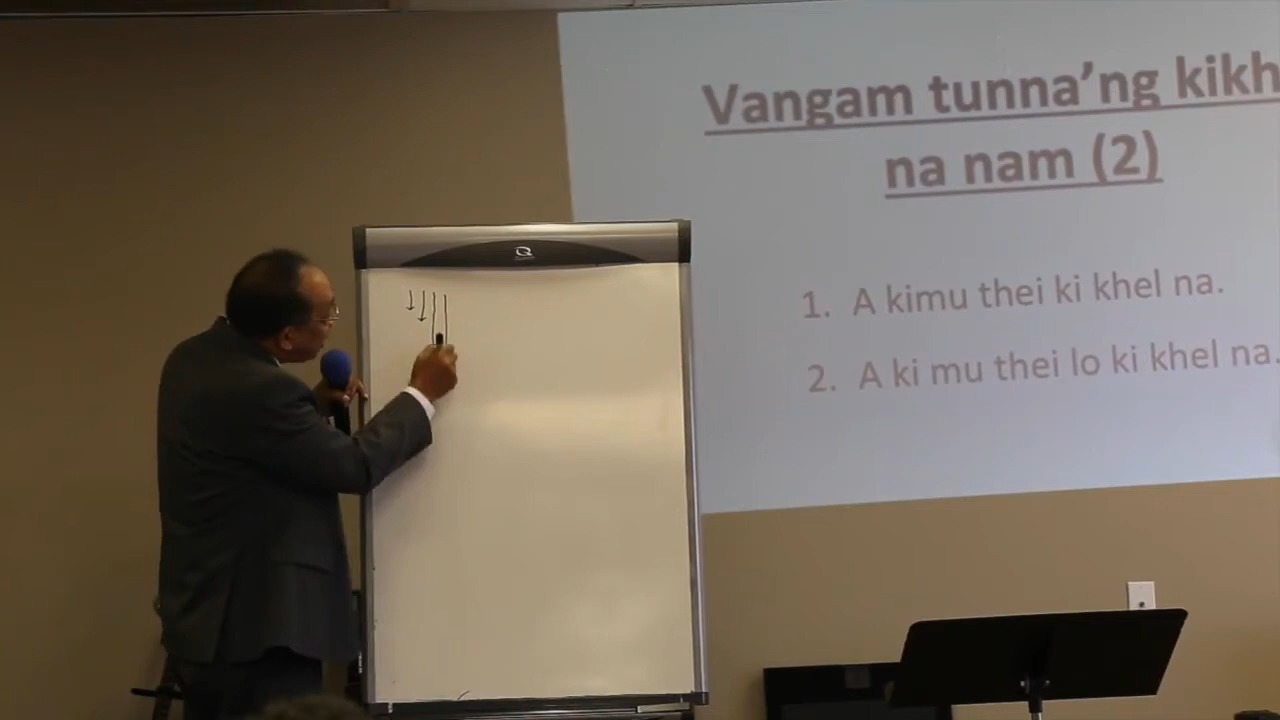 Vangam tunna’ng kikh
na nam (2)
1. A kimu thei ki khel na.
2. A ki mu thei lo ki khel na.